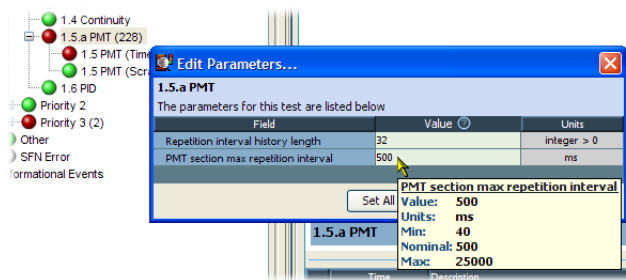 1.4 Continuity
1.5.a PMT (228)
1.5 PMT (Time
1.5 PMT (Scra
1.6 PID
Priority 2
Priority 3 (2)
Other
SFN Error
formational Events
Edit Parameters...
1.5.a PMT
The parameters for this test are listed below
Field Value ? Units
Repetition interval history length 32 integer > 0
PMT section max repetition interval 500 ms
Set All
PMT section max repetition interval
Value: 500
Units: ms
Min: 40
Nominal: 500
Max: 25000
1.5.a PMT
Time Description